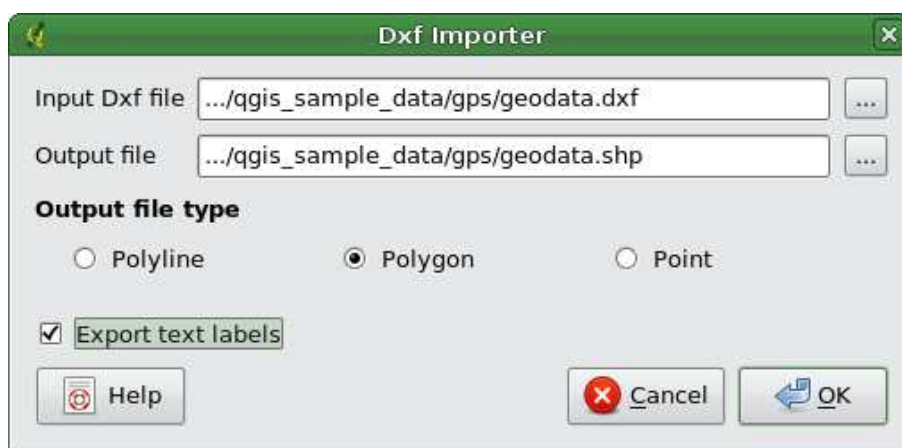 Dxf Importer
Input Dxf file .../qgis_sample_data/gps/geodata.dxf ...
Output file .../qgis_sample_data/gps/geodata.shp ...
Output file type
Polyline Polygon Point
Export text labels
Help Cancel OK